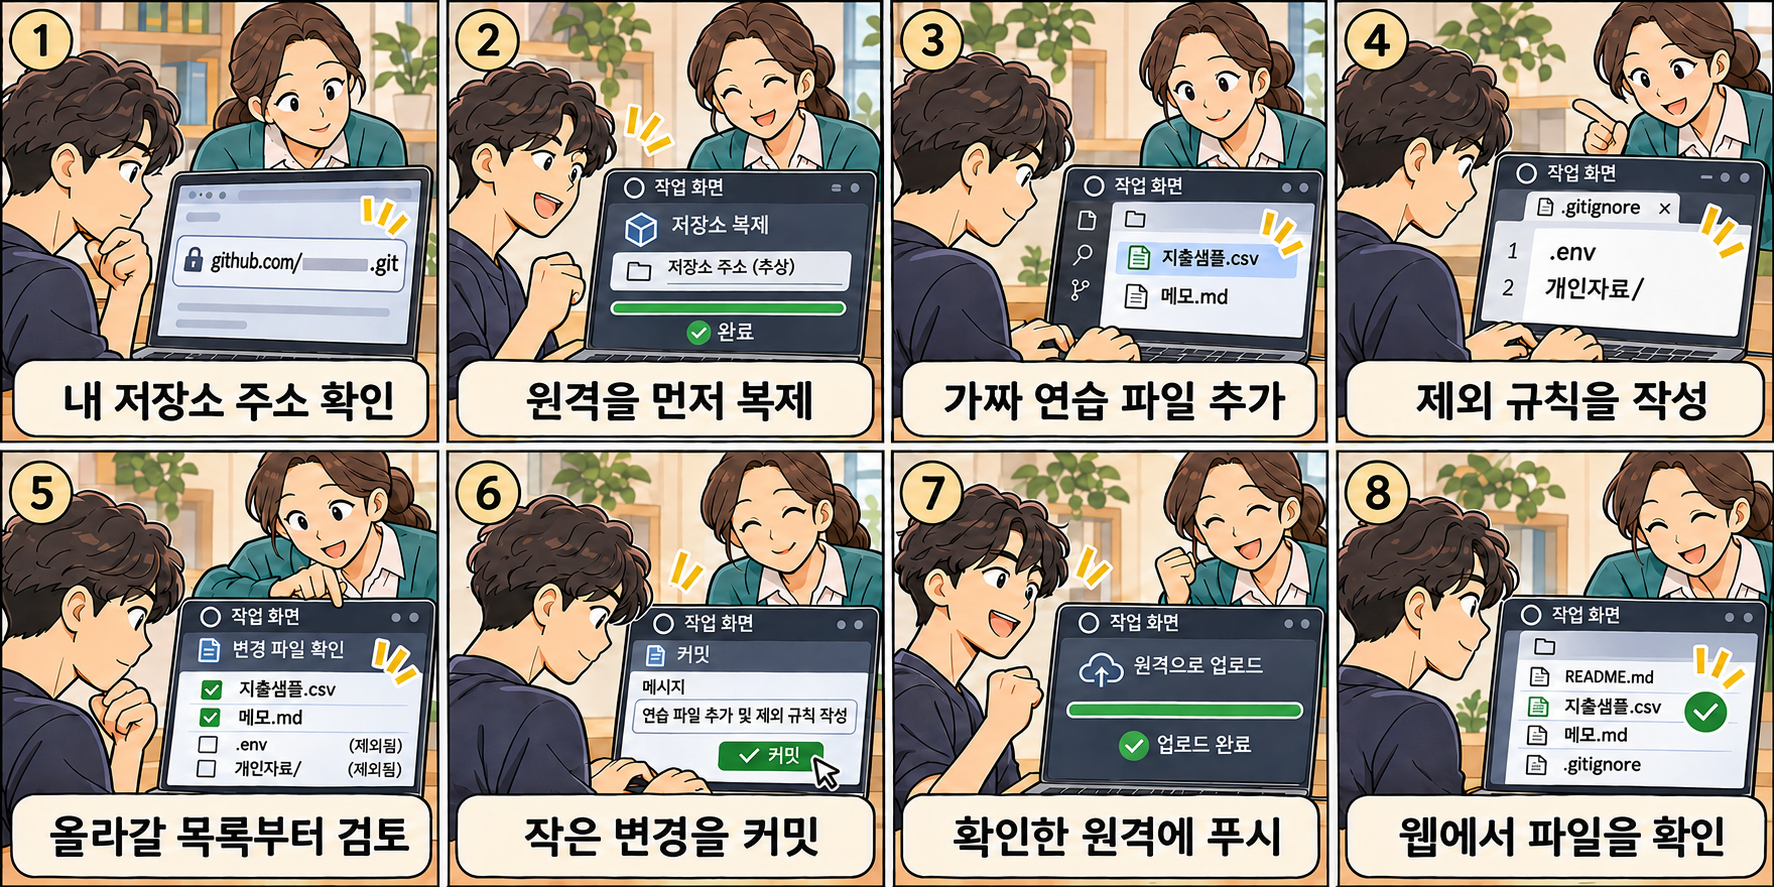 1
github.com/ .git
내 저장소 주소 확인
2
작업 화면
저장소 복제
저장소 주소 (추상)
완료
원격을 먼저 복제
3
작업 화면
지출샘플.csv
메모.md
가짜 연습 파일 추가
4
작업 화면
.gitignore ×
1 .env
2 개인자료/
제외 규칙을 작성
5
작업 화면
변경 파일 확인
지출샘플.csv
메모.md
.env (제외됨)
개인자료/ (제외됨)
올라갈 목록부터 검토
6
작업 화면
커밋
메시지
연습 파일 추가 및 제외 규칙 작성
커밋
작은 변경을 커밋
7
작업 화면
원격으로 업로드
업로드 완료
확인한 원격에 푸시
8
작업 화면
README.md
지출샘플.csv
메모.md
.gitignore
웹에서 파일을 확인